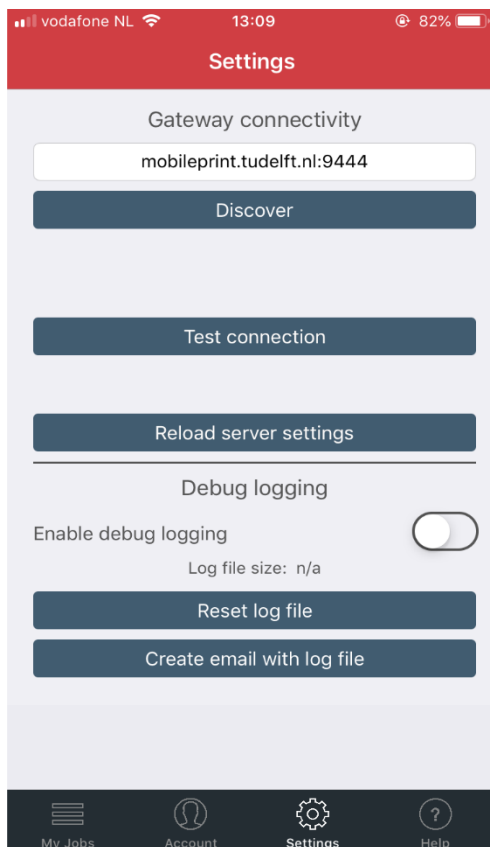 vodafone NL 13:09 82%
Settings
Gateway connectivity
mobileprint.tudelft.nl:9444
Discover
Test connection
Reload server settings
Debug logging
Enable debug logging
Log file size: n/a
Reset log file
Create email with log file
My Jobs Account Settings Help